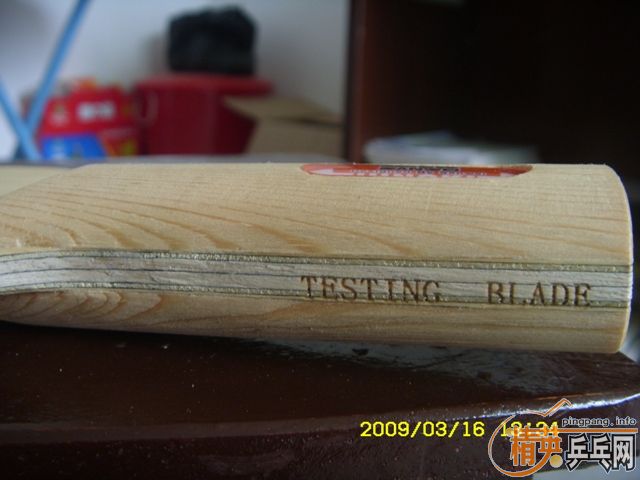 TESTING BLADE
2009/03/16
pingpang.info
精英乒乓网